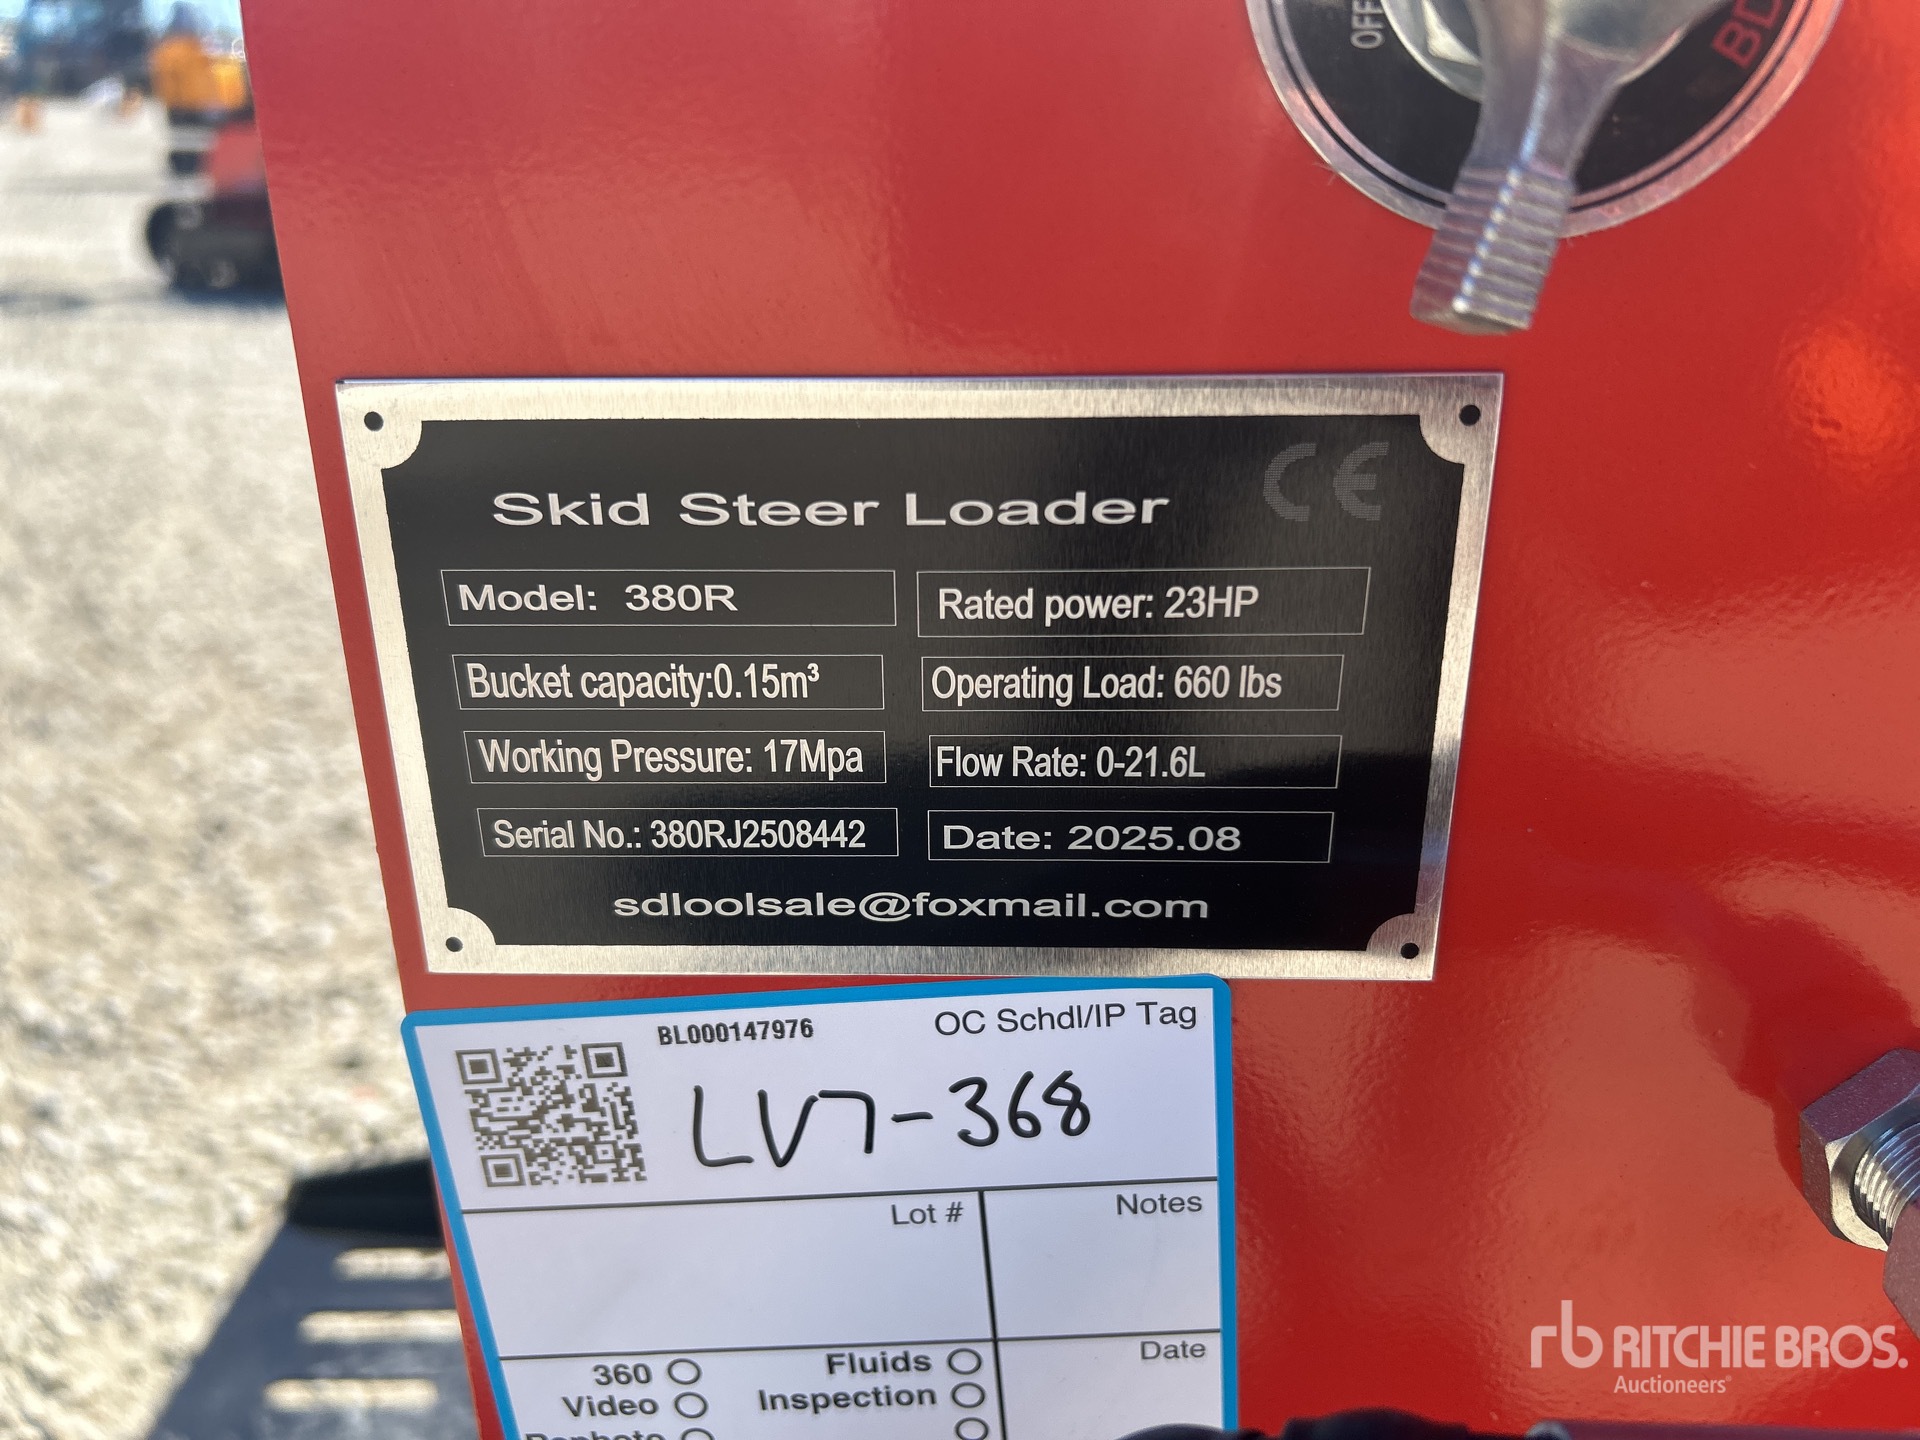 OFF
BD
CE
Skid Steer Loader
Model: 380R
Rated power: 23HP
Bucket capacity:0.15m³
Operating Load: 660 lbs
Working Pressure: 17Mpa
Flow Rate: 0-21.6L
Serial No.: 380RJ2508442
Date: 2025.08
sdloolsale@foxmail.com
BL000147976
OC Schdl/IP Tag
LV7-368
Lot #
Notes
360
Fluids
Date
Video
Inspection
rb RITCHIE BROS.
Auctioneers